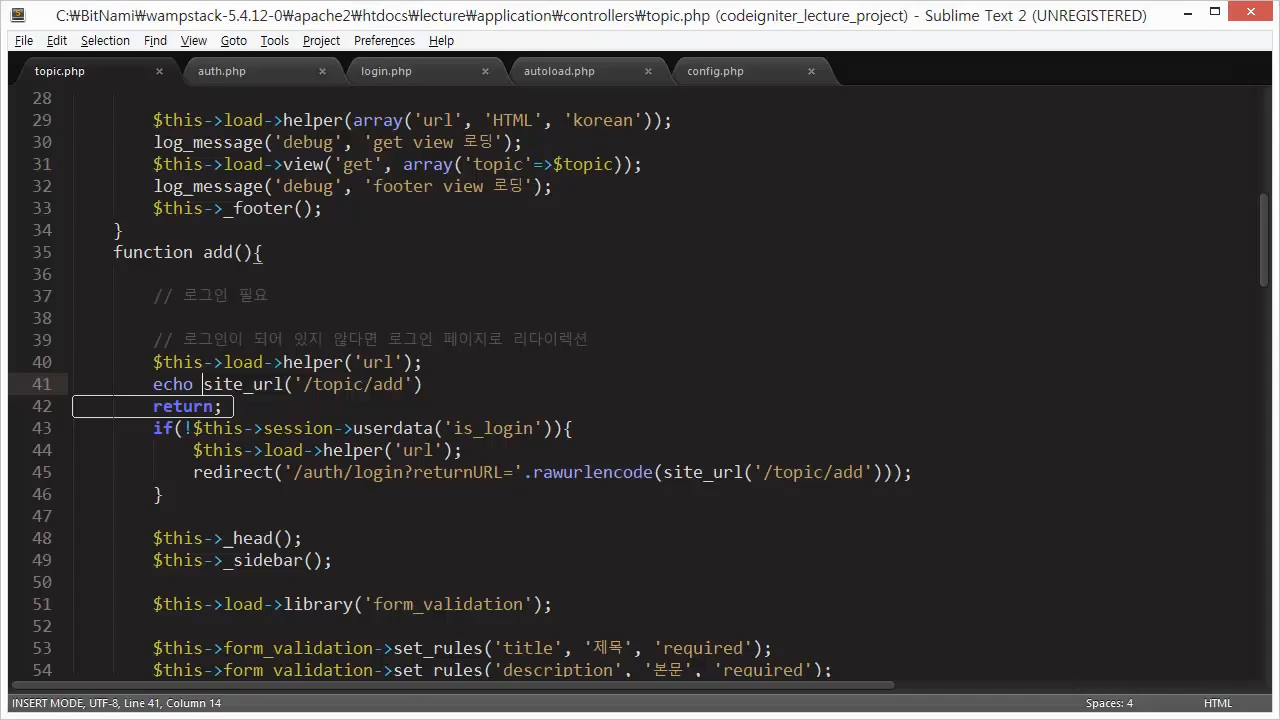 C:₩BitNami₩wampstack-5.4.12-0₩apache2₩htdocs₩lecture₩application₩controllers₩topic.php (codeigniter_lecture_project) - Sublime Text 2 (UNREGISTERED)
File Edit Selection Find View Goto Tools Project Preferences Help
topic.php × auth.php × login.php × autoload.php × config.php ×
28
29 $this->load->helper(array('url', 'HTML', 'korean'));
30 log_message('debug', 'get view 로딩');
31 $this->load->view('get', array('topic'=>$topic));
32 log_message('debug', 'footer view 로딩');
33 $this->_footer();
34 }
35 function add(){
36
37 // 로그인 필요
38
39 // 로그인이 되어 있지 않다면 로그인 페이지로 리다이렉션
40 $this->load->helper('url');
41 echo site_url('/topic/add')
42 return;
43 if(!$this->session->userdata('is_login')){
44 $this->load->helper('url');
45 redirect('/auth/login?returnURL='.rawurlencode(site_url('/topic/add')));
46 }
47
48 $this->_head();
49 $this->_sidebar();
50
51 $this->load->library('form_validation');
52
53 $this->form_validation->set_rules('title', '제목', 'required');
54 $this->form_validation->set_rules('description', '본문', 'required');
INSERT MODE, UTF-8, Line 41, Column 14 Spaces: 4 HTML